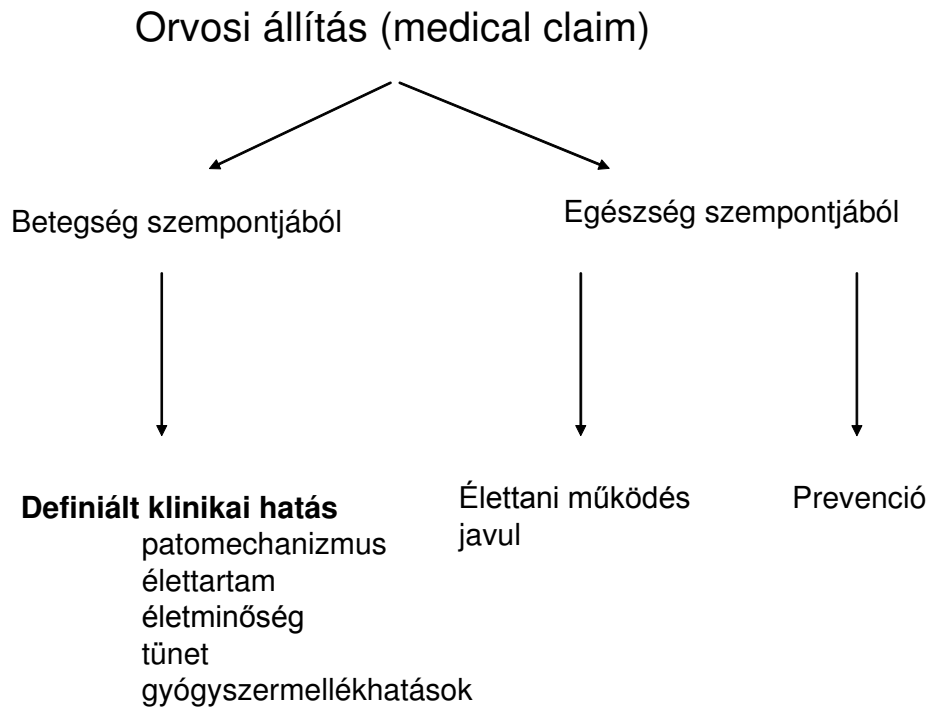 Orvosi állítás (medical claim)
Betegség szempontjából
Egészség szempontjából
Definiált klinikai hatás
patomechanizmus
élettartam
életminőség
tünet
gyógyszermellékhatások
Élettani működés
javul
Prevenció